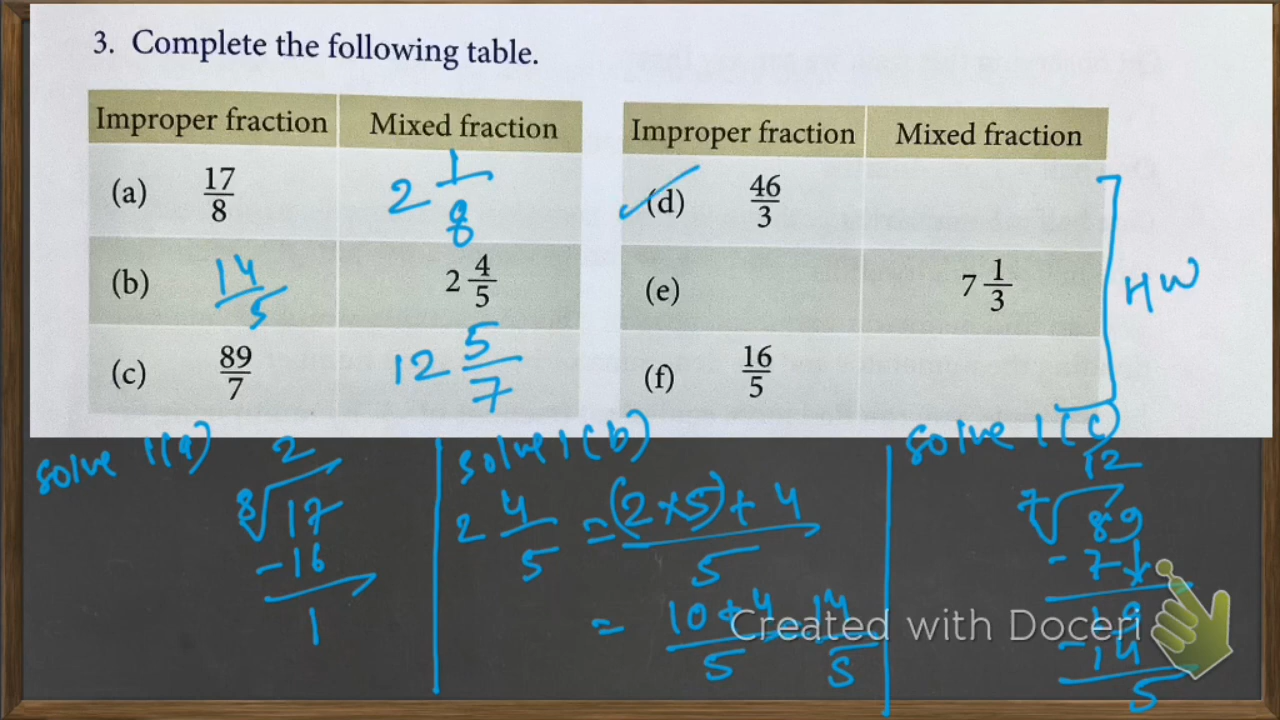 3. Complete the following table.
Improper fraction Mixed fraction
(a) 17/8 2 1/8
(b) 14/5 2 4/5
(c) 89/7 12 5/7
Improper fraction Mixed fraction
(d) 46/3
(e) 7 1/3
(f) 16/5
HW
solve 1(a)
2
8 17
-16
1
solve 1(b)
2 4/5 = (2×5)+4/5
= 10+4/5 = 14/5
solve 1(c)
12
7 89
-7↓
19
-14
5
Created with Doceri